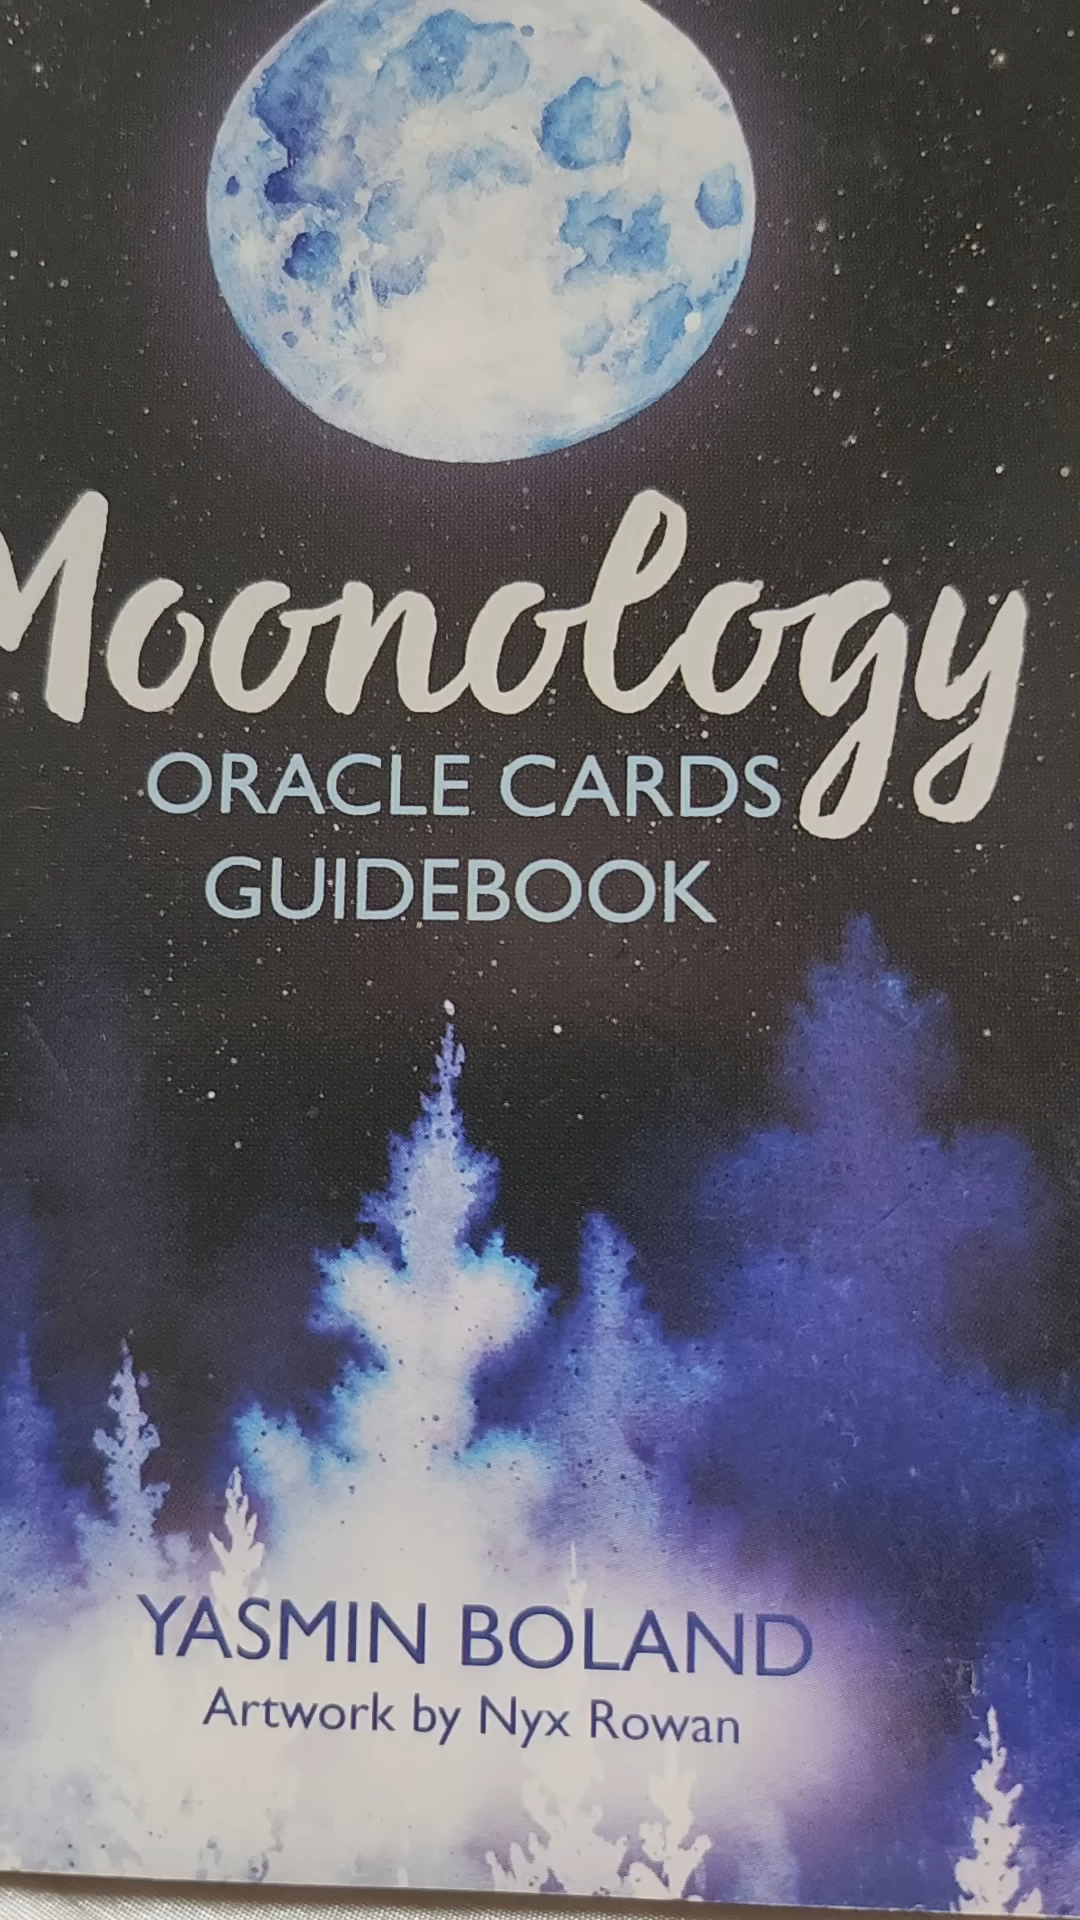 Moonology
ORACLE CARDS
GUIDEBOOK
YASMIN BOLAND
Artwork by Nyx Rowan